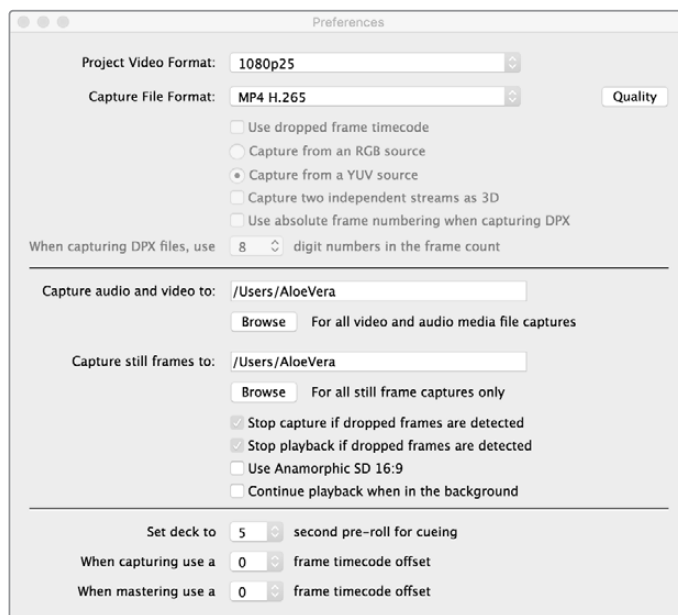 Preferences
Project Video Format: 1080p25
Capture File Format: MP4 H.265 Quality
Use dropped frame timecode
Capture from an RGB source
Capture from a YUV source
Capture two independent streams as 3D
Use absolute frame numbering when capturing DPX
When capturing DPX files, use 8 digit numbers in the frame count
Capture audio and video to: /Users/AloeVera
Browse For all video and audio media file captures
Capture still frames to: /Users/AloeVera
Browse For all still frame captures only
Stop capture if dropped frames are detected
Stop playback if dropped frames are detected
Use Anamorphic SD 16:9
Continue playback when in the background
Set deck to 5 second pre-roll for cueing
When capturing use a 0 frame timecode offset
When mastering use a 0 frame timecode offset